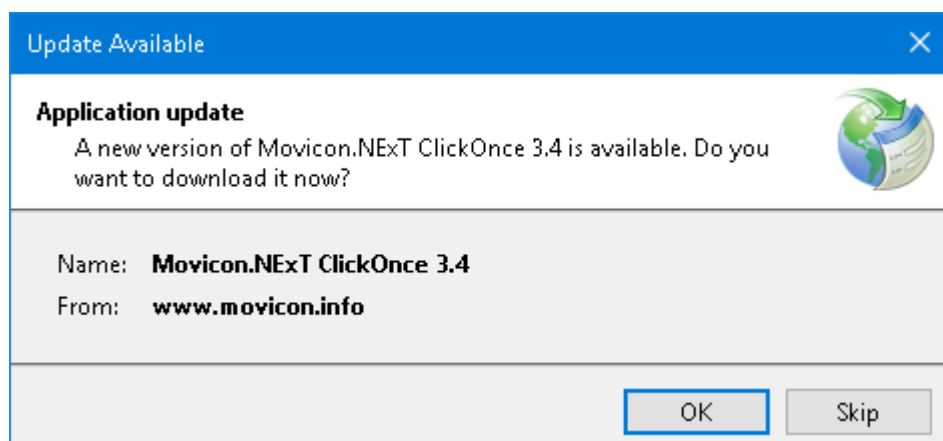 Update Available
Application update
A new version of Movicon.NExT ClickOnce 3.4 is available. Do you
want to download it now?
Name: Movicon.NExT ClickOnce 3.4
From: www.movicon.info
OK Skip